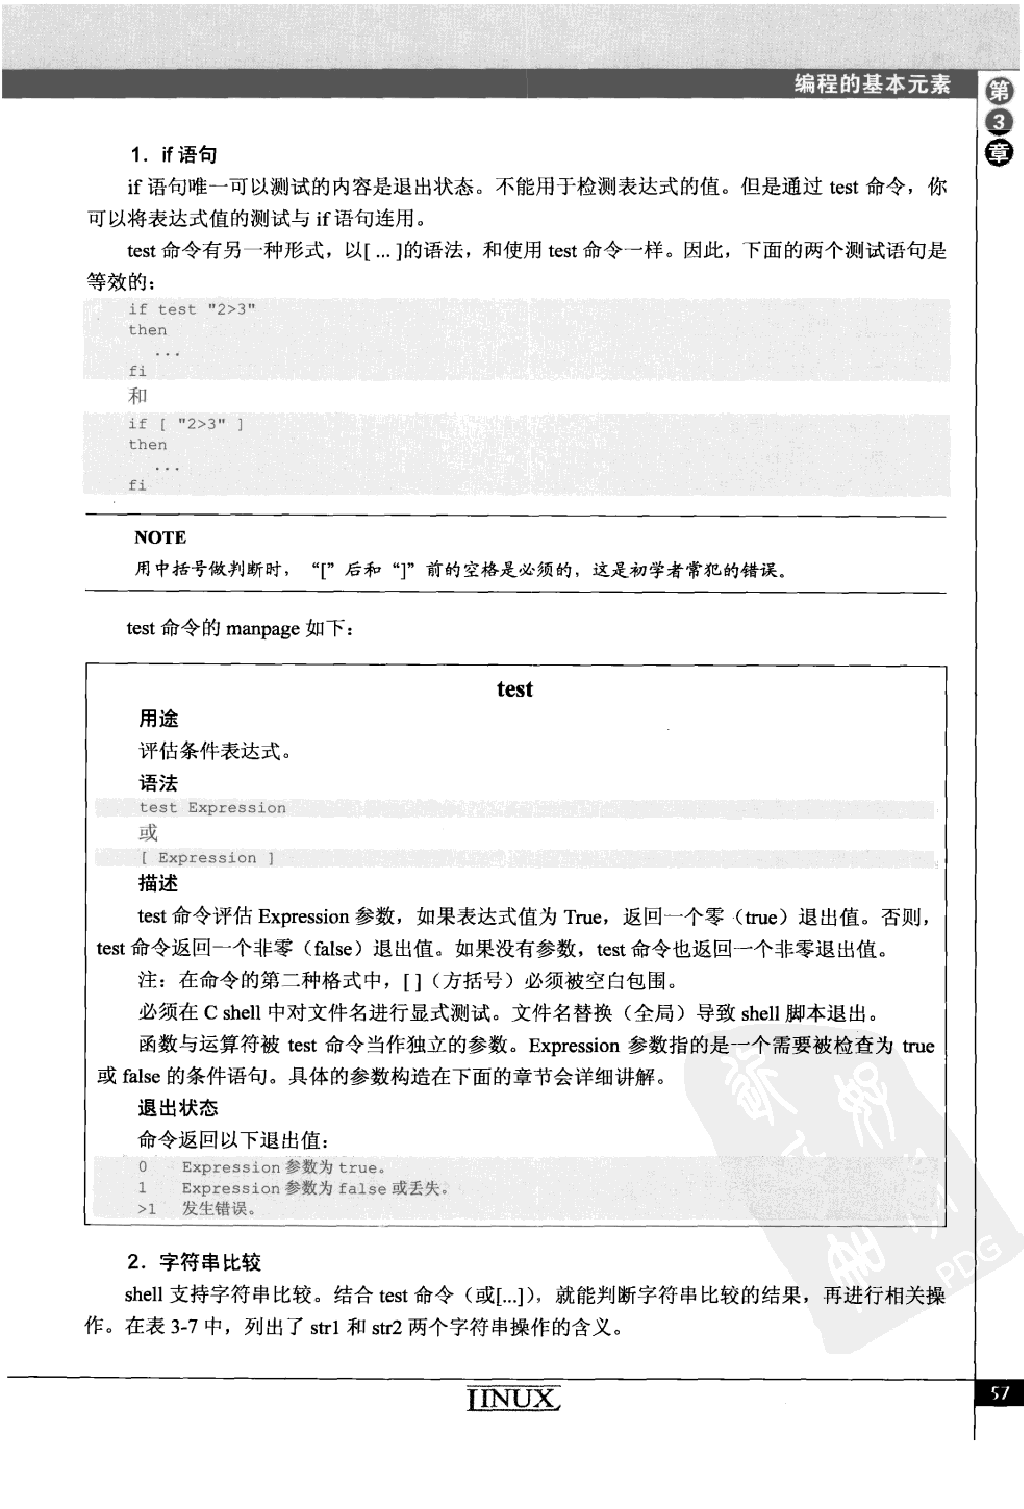 编程的基本元素
第
3
章
1．if 语句
if 语句唯一可以测试的内容是退出状态。不能用于检测表达式的值。但是通过 test 命令，你
可以将表达式值的测试与 if 语句连用。
test 命令有另一种形式，以[ ... ]的语法，和使用 test 命令一样。因此，下面的两个测试语句是
等效的：
if test "2>3"
then
...
fi
和
if [ "2>3" ]
then
...
fi
NOTE
用中括号做判断时，“[”后和“]”前的空格是必须的，这是初学者常犯的错误。
test 命令的 manpage 如下：
test
用途
评估条件表达式。
语法
test Expression
或
[ Expression ]
描述
test 命令评估 Expression 参数，如果表达式值为 True，返回一个零（true）退出值。否则，
test 命令返回一个非零（false）退出值。如果没有参数，test 命令也返回一个非零退出值。
注：在命令的第二种格式中，[ ]（方括号）必须被空白包围。
必须在 C shell 中对文件名进行显式测试。文件名替换（全局）导致 shell 脚本退出。
函数与运算符被 test 命令当作独立的参数。Expression 参数指的是一个需要被检查为 true
或 false 的条件语句。具体的参数构造在下面的章节会详细讲解。
退出状态
命令返回以下退出值：
0 Expression 参数为 true。
1 Expression 参数为 false 或丢失。
>1 发生错误。
2．字符串比较
shell 支持字符串比较。结合 test 命令（或[...]），就能判断字符串比较的结果，再进行相关操
作。在表 3-7 中，列出了 str1 和 str2 两个字符串操作的含义。
PDG
LINUX
57